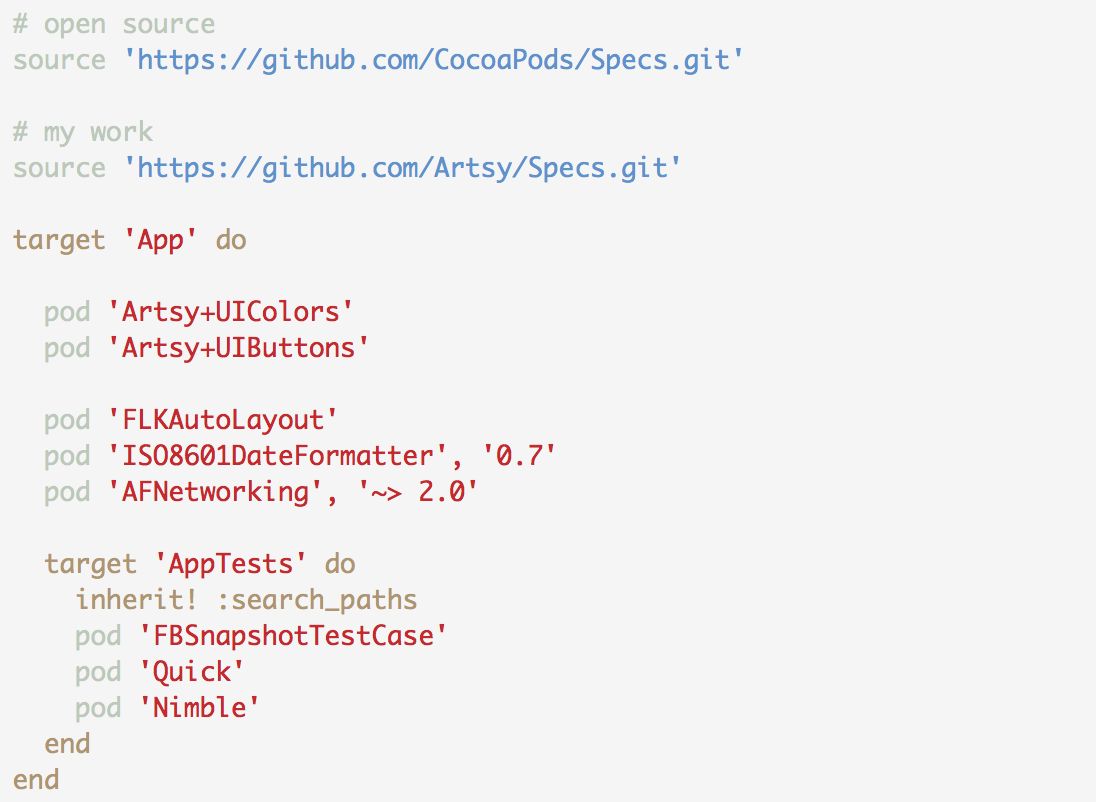 # open source
source 'https://github.com/CocoaPods/Specs.git'
# my work
source 'https://github.com/Artsy/Specs.git'
target 'App' do
pod 'Artsy+UIColors'
pod 'Artsy+UIButtons'
pod 'FLKAutoLayout'
pod 'ISO8601DateFormatter', '0.7'
pod 'AFNetworking', '~> 2.0'
target 'AppTests' do
inherit! :search_paths
pod 'FBSnapshotTestCase'
pod 'Quick'
pod 'Nimble'
end
end